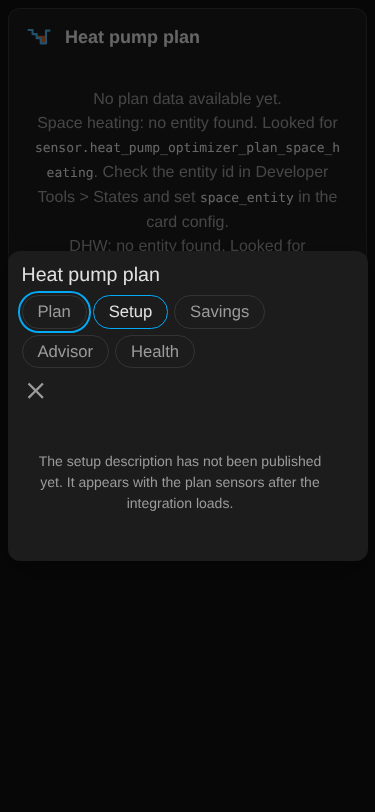 Heat pump plan
No plan data available yet.
Space heating: no entity found. Looked for
sensor.heat_pump_optimizer_plan_space_h
eating. Check the entity id in Developer
Tools > States and set space_entity in the
card config.
DHW: no entity found. Looked for
Heat pump plan
Plan Setup Savings
Advisor Health
The setup description has not been published
yet. It appears with the plan sensors after the
integration loads.